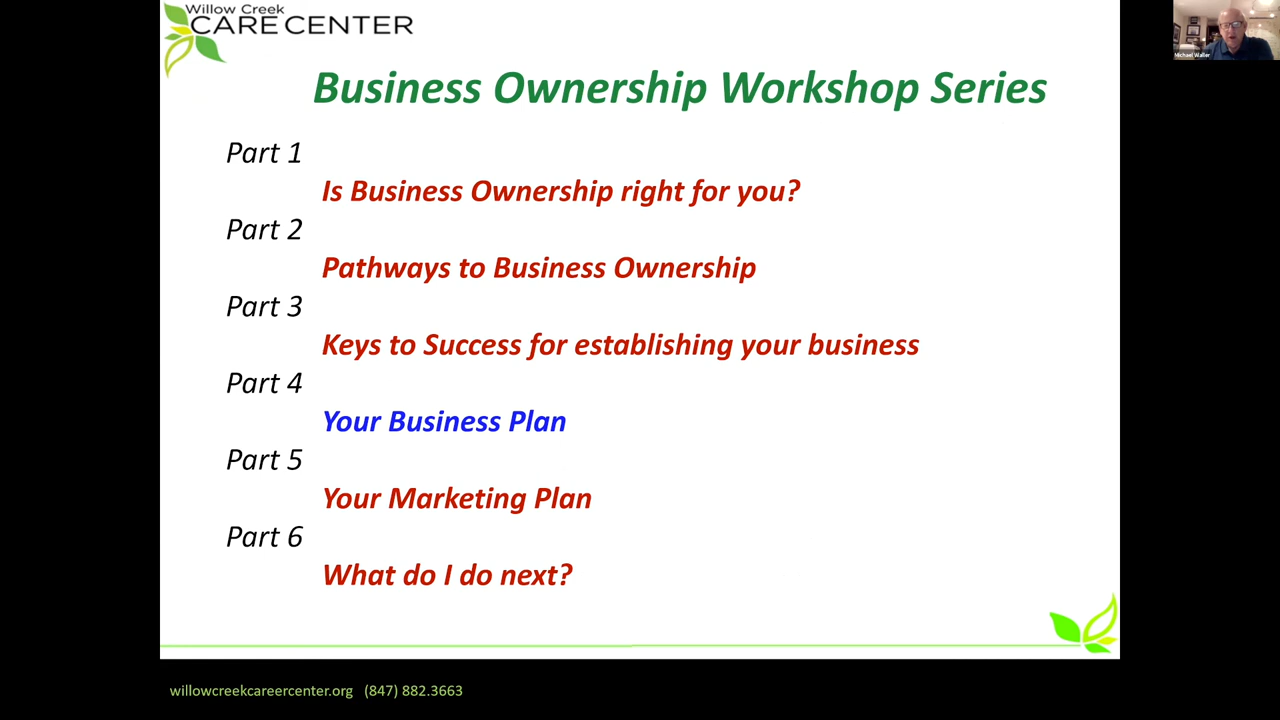 Willow Creek
CARE CENTER
Michael Waller
Business Ownership Workshop Series
Part 1
Is Business Ownership right for you?
Part 2
Pathways to Business Ownership
Part 3
Keys to Success for establishing your business
Part 4
Your Business Plan
Part 5
Your Marketing Plan
Part 6
What do I do next?
willowcreekcareercenter.org (847) 882.3663